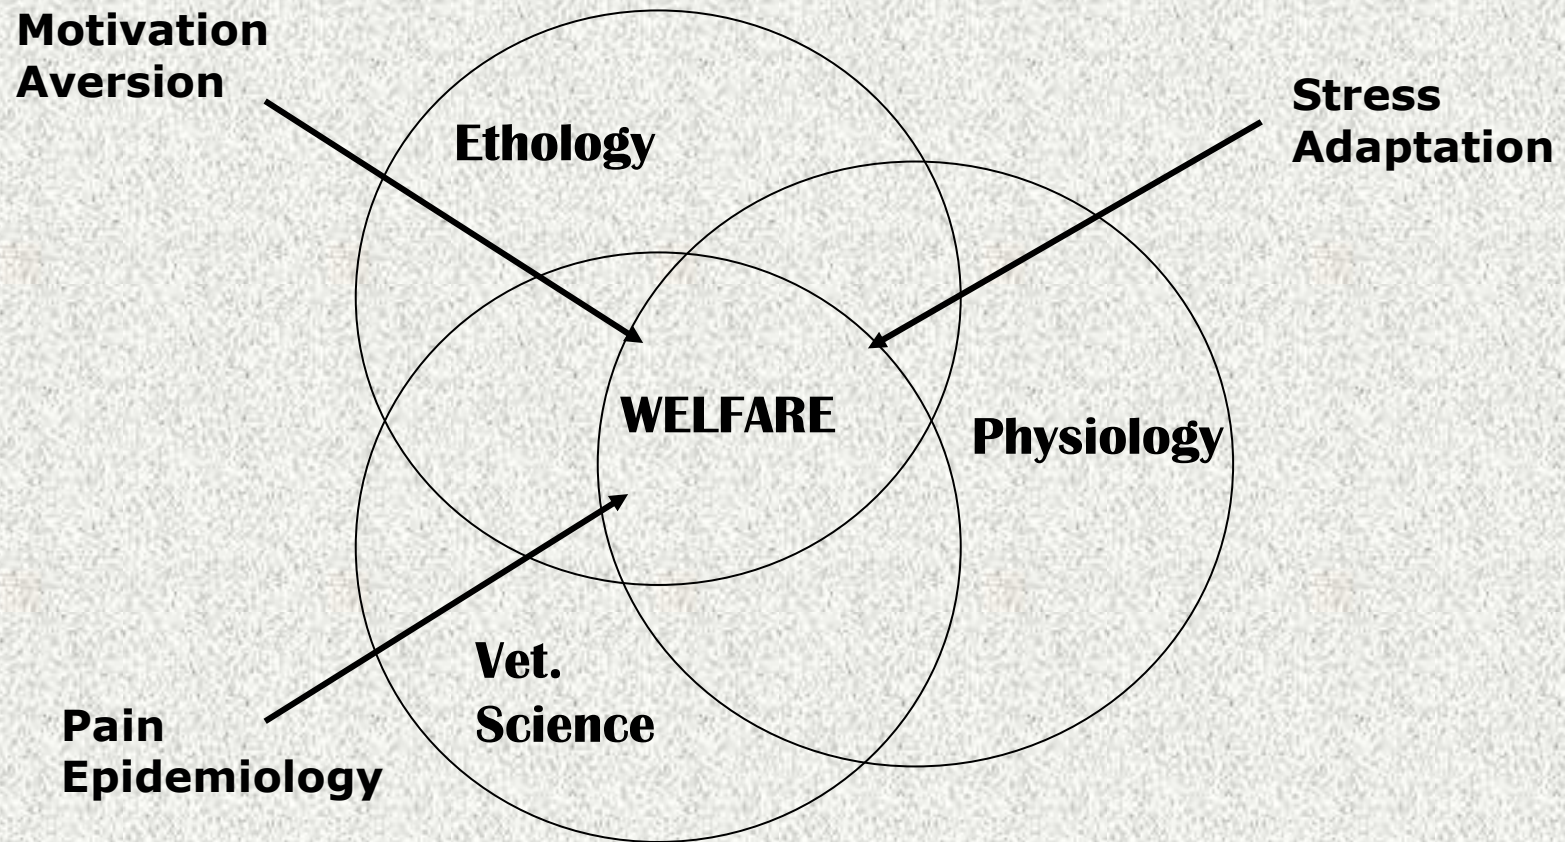 Motivation
Aversion
Stress
Adaptation
Ethology
WELFARE
Physiology
Vet.
Science
Pain
Epidemiology